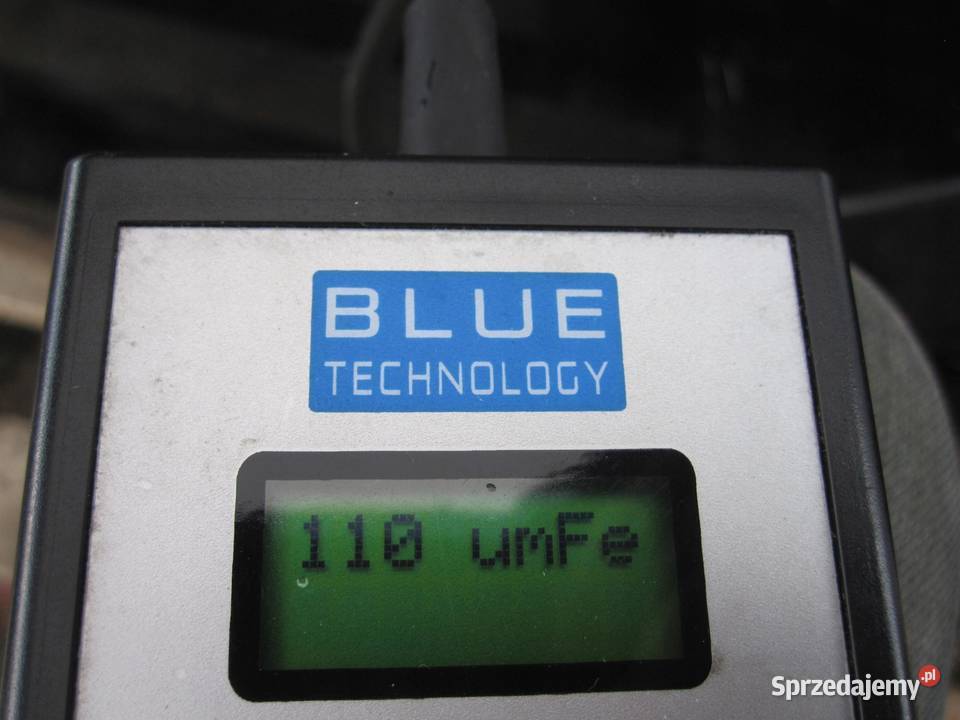 BLUE
TECHNOLOGY
110 umFe
Sprzedajemy.pl